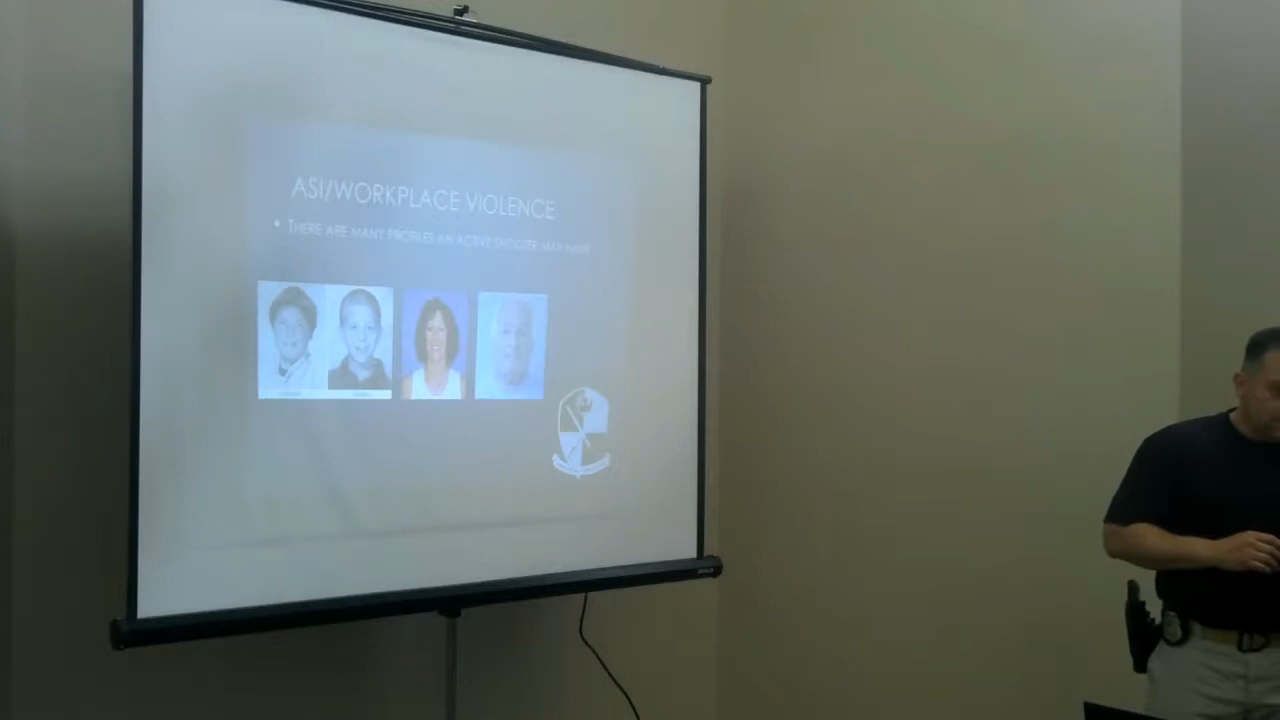 ASI/WORKPLACE VIOLENCE
• THERE ARE MANY PROFILES AN ACTIVE SHOOTER MAY HAVE